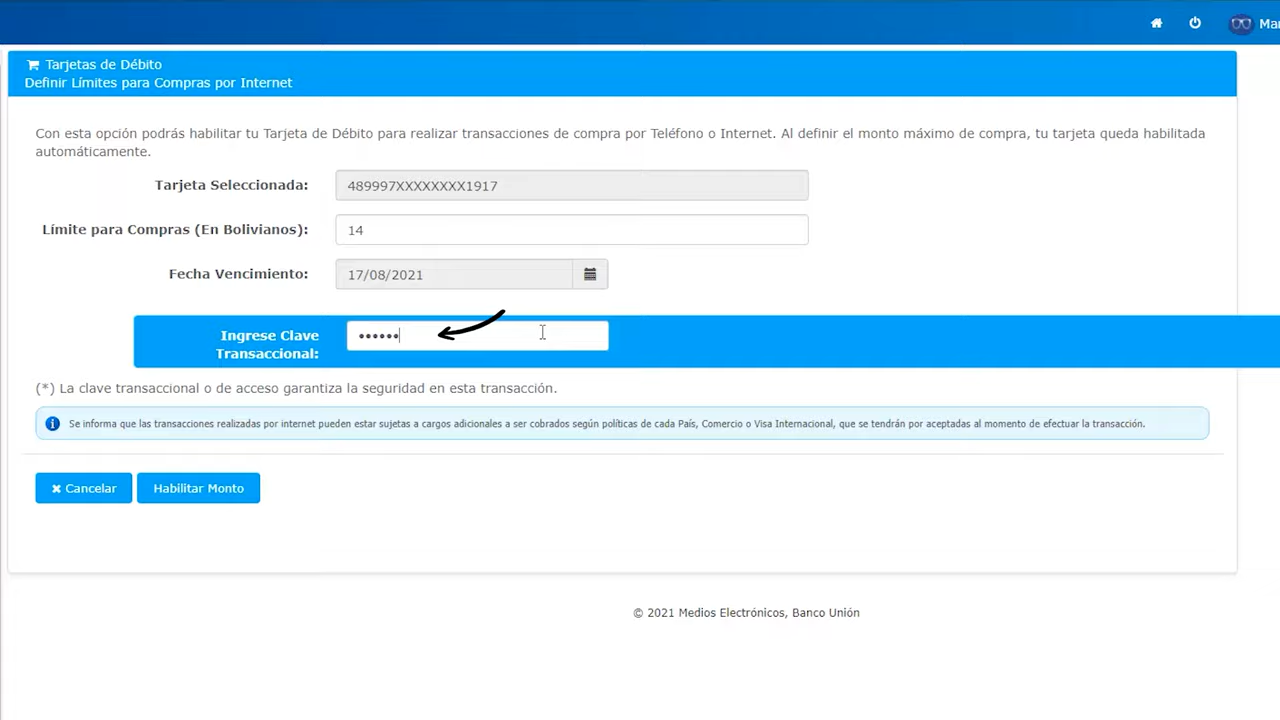 Mar
Tarjetas de Débito
Definir Límites para Compras por Internet
Con esta opción podrás habilitar tu Tarjeta de Débito para realizar transacciones de compra por Teléfono o Internet. Al definir el monto máximo de compra, tu tarjeta queda habilitada
automáticamente.
Tarjeta Seleccionada: 489997XXXXXXXX1917
Límite para Compras (En Bolivianos): 14
Fecha Vencimiento: 17/08/2021
Ingrese Clave
Transaccional: ••••••
(*) La clave transaccional o de acceso garantiza la seguridad en esta transacción.
Se informa que las transacciones realizadas por internet pueden estar sujetas a cargos adicionales a ser cobrados según políticas de cada País, Comercio o Visa Internacional, que se tendrán por aceptadas al momento de efectuar la transacción.
Cancelar Habilitar Monto
© 2021 Medios Electrónicos, Banco Unión